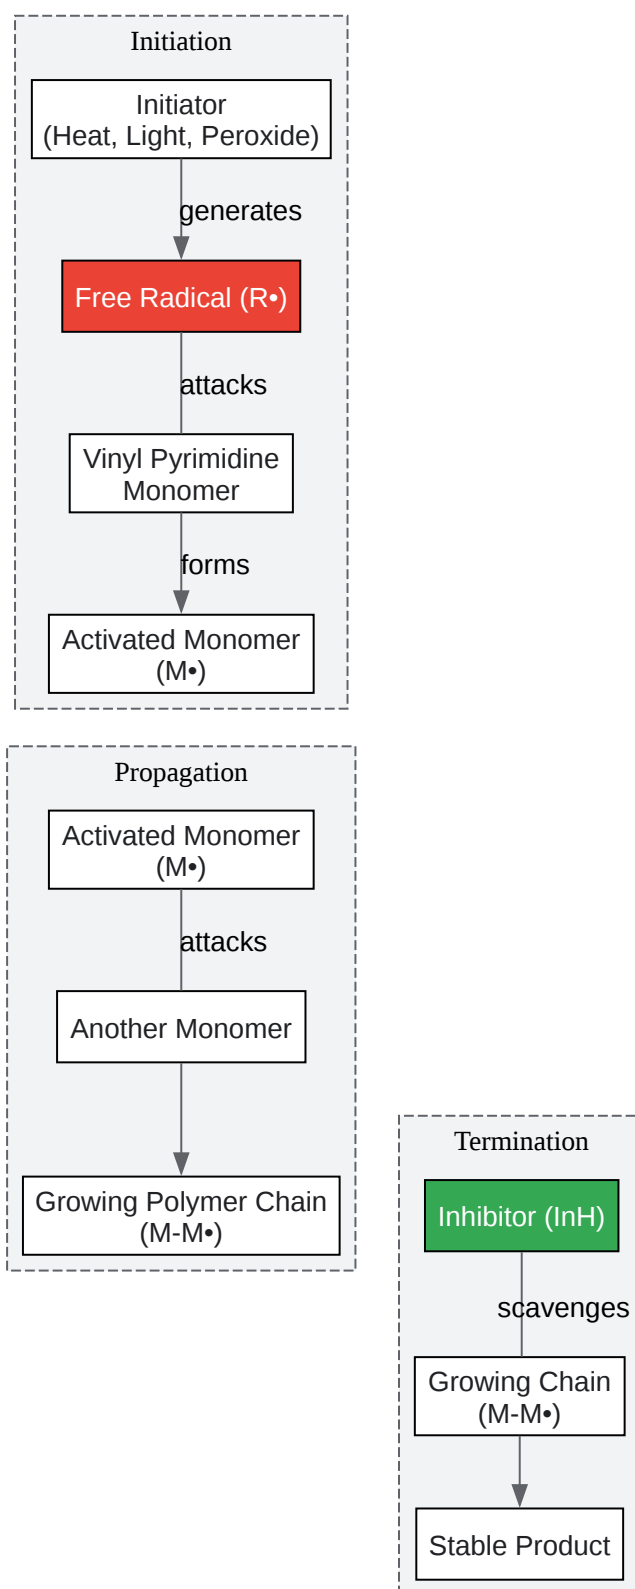 Initiation
Initiator
(Heat, Light, Peroxide)
generates
Free Radical (R•)
attacks
Vinyl Pyrimidine
Monomer
forms
Activated Monomer
(M•)
Propagation
Activated Monomer
(M•)
attacks
Another Monomer
Growing Polymer Chain
(M-M•)
Termination
Inhibitor (InH)
scavenges
Growing Chain
(M-M•)
Stable Product